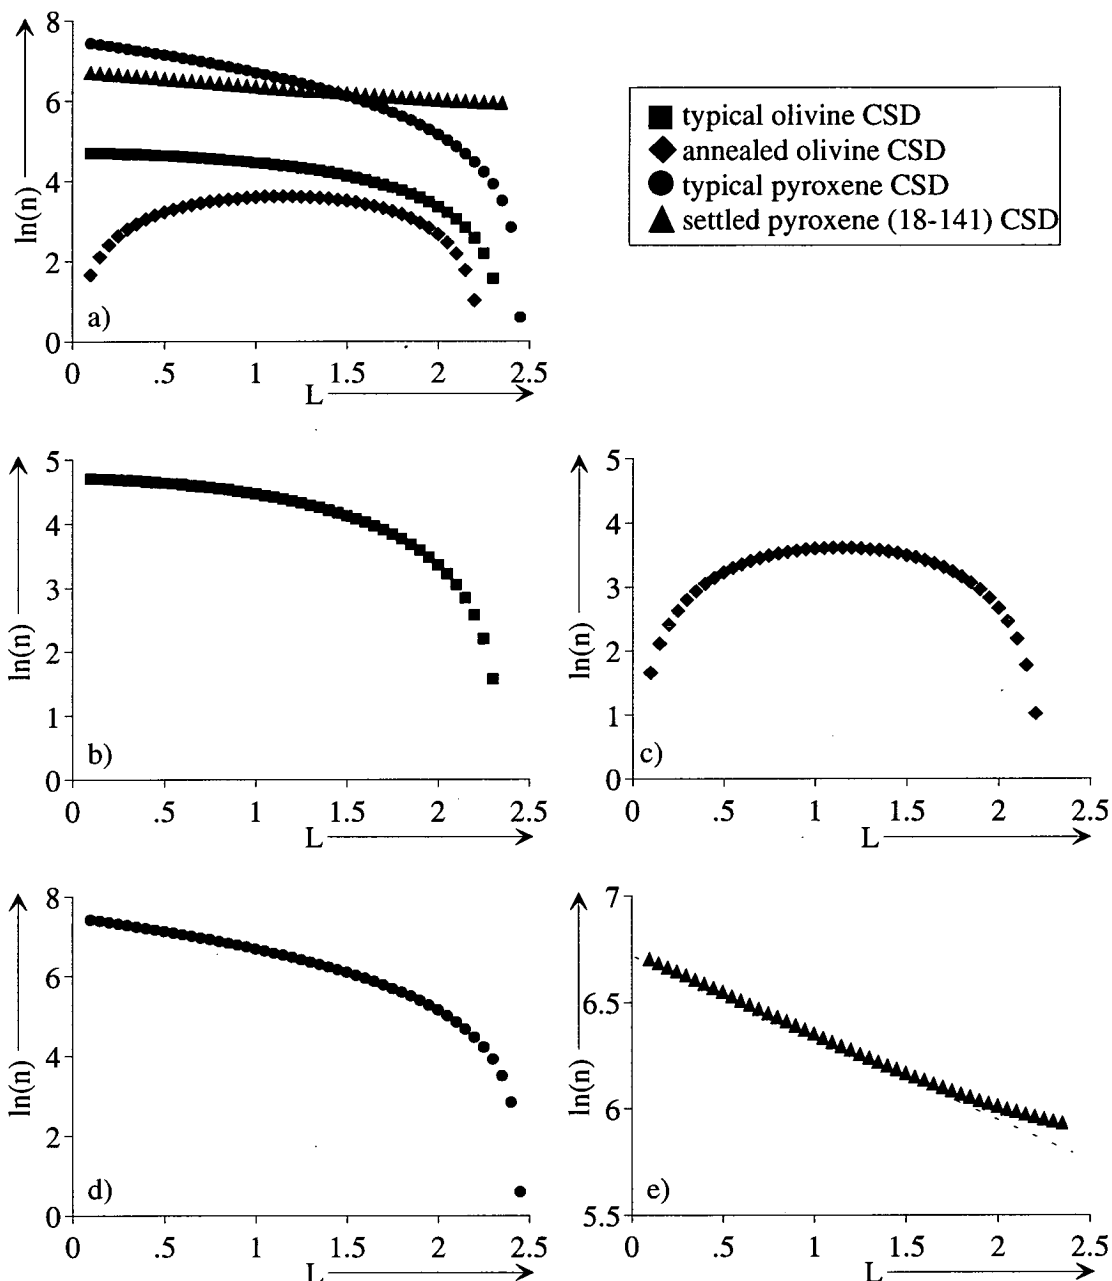 8
6
4
2
0
ln(n)
a)
0 .5 1 1.5 2 2.5
L
typical olivine CSD
annealed olivine CSD
typical pyroxene CSD
settled pyroxene (18-141) CSD
5
4
3
2
1
0
ln(n)
b)
0 .5 1 1.5 2 2.5
L
5
4
3
2
1
0
ln(n)
c)
0 .5 1 1.5 2 2.5
L
8
6
4
2
0
ln(n)
d)
0 .5 1 1.5 2 2.5
L
7
6.5
6
5.5
ln(n)
e)
0 .5 1 1.5 2 2.5
L